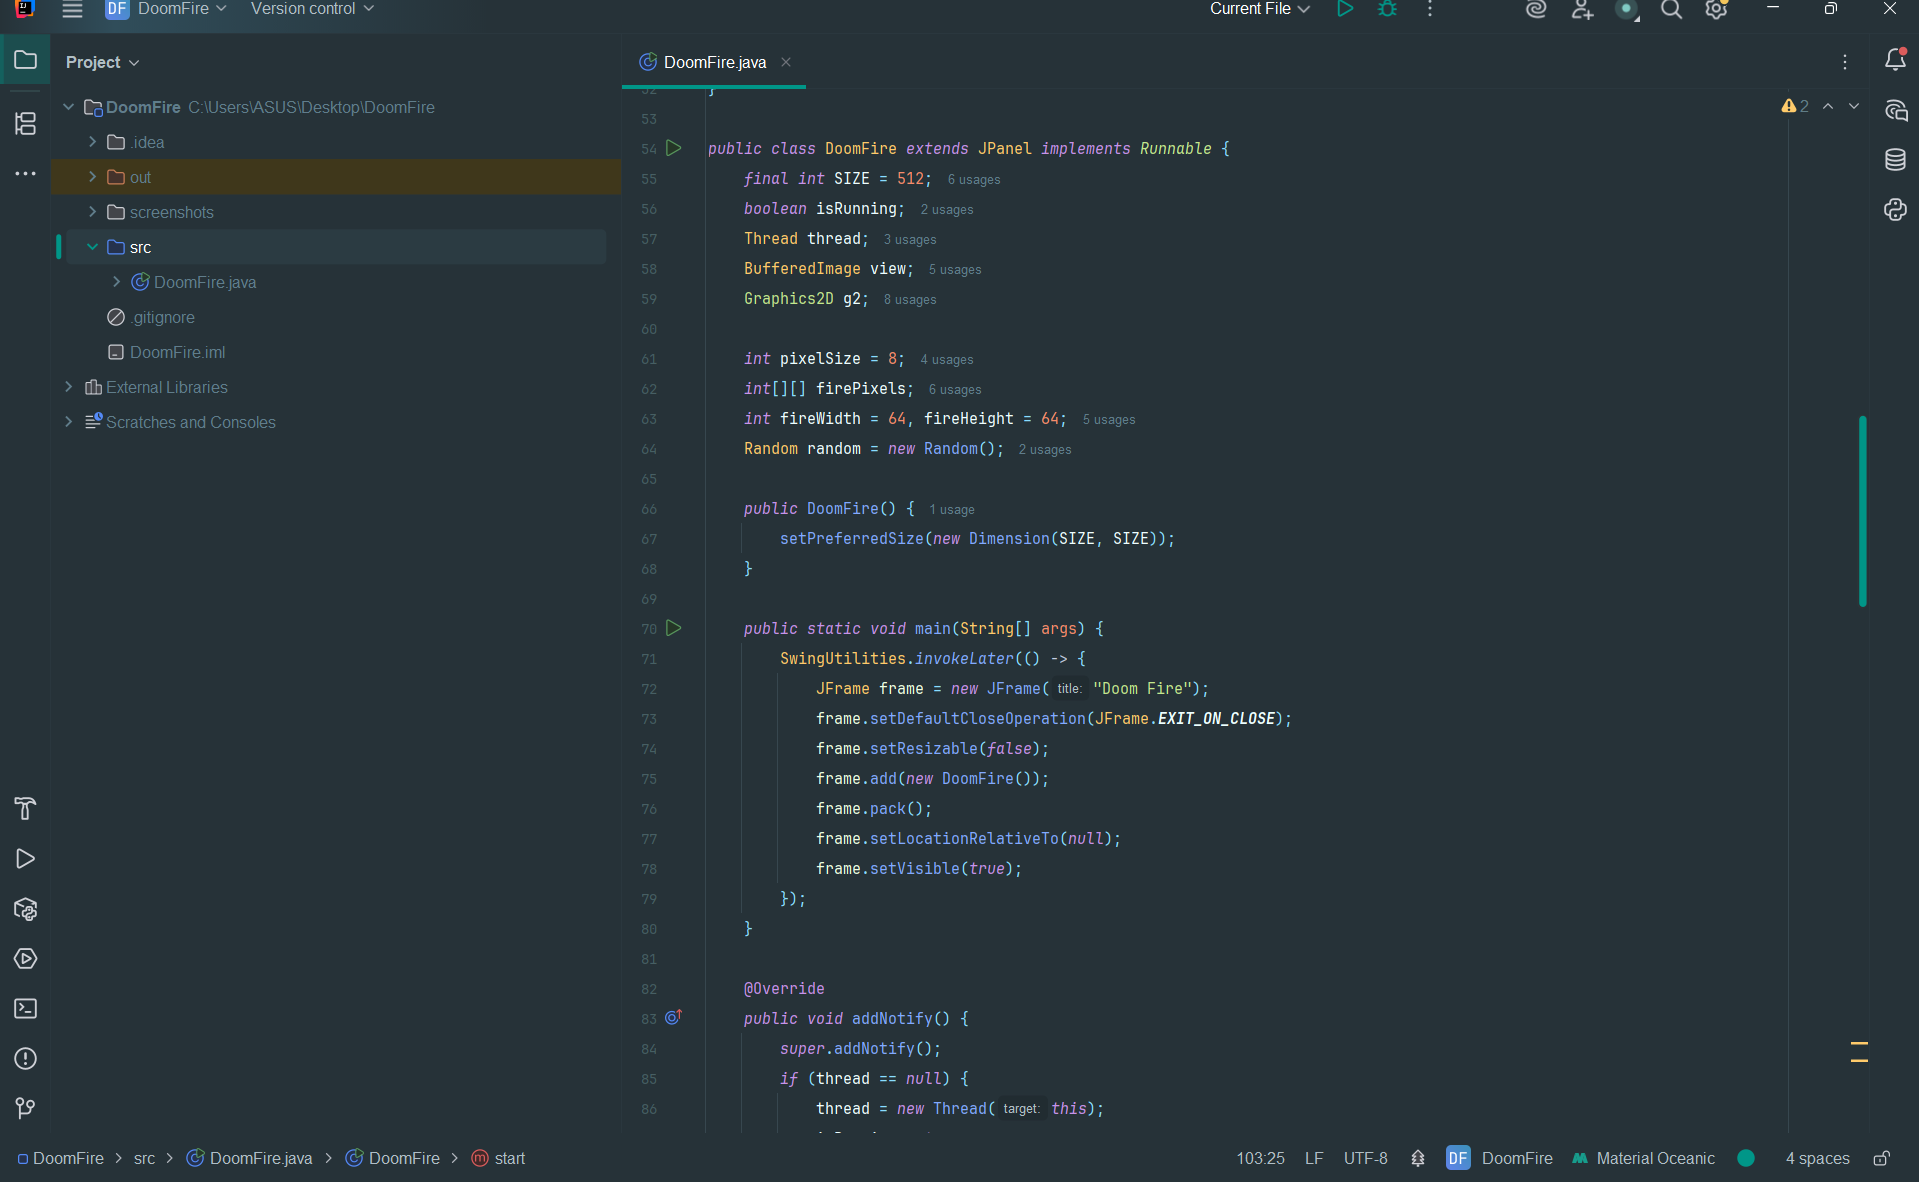 DF DoomFire Version control Current File
Project
DoomFire.java
DoomFire C:\Users\ASUS\Desktop\DoomFire
.idea
out
screenshots
src
DoomFire.java
.gitignore
DoomFire.iml
External Libraries
Scratches and Consoles
2
52 }
53
54 public class DoomFire extends JPanel implements Runnable {
55 final int SIZE = 512; 6 usages
56 boolean isRunning; 2 usages
57 Thread thread; 3 usages
58 BufferedImage view; 5 usages
59 Graphics2D g2; 8 usages
60
61 int pixelSize = 8; 4 usages
62 int[][] firePixels; 6 usages
63 int fireWidth = 64, fireHeight = 64; 5 usages
64 Random random = new Random(); 2 usages
65
66 public DoomFire() { 1 usage
67 setPreferredSize(new Dimension(SIZE, SIZE));
68 }
69
70 public static void main(String[] args) {
71 SwingUtilities.invokeLater(() -> {
72 JFrame frame = new JFrame( title: "Doom Fire");
73 frame.setDefaultCloseOperation(JFrame.EXIT_ON_CLOSE);
74 frame.setResizable(false);
75 frame.add(new DoomFire());
76 frame.pack();
77 frame.setLocationRelativeTo(null);
78 frame.setVisible(true);
79 });
80 }
81
82 @Override
83 public void addNotify() {
84 super.addNotify();
85 if (thread == null) {
86 thread = new Thread( target: this);
DoomFire > src > DoomFire.java > DoomFire > m start 103:25 LF UTF-8 DF DoomFire Material Oceanic 4 spaces